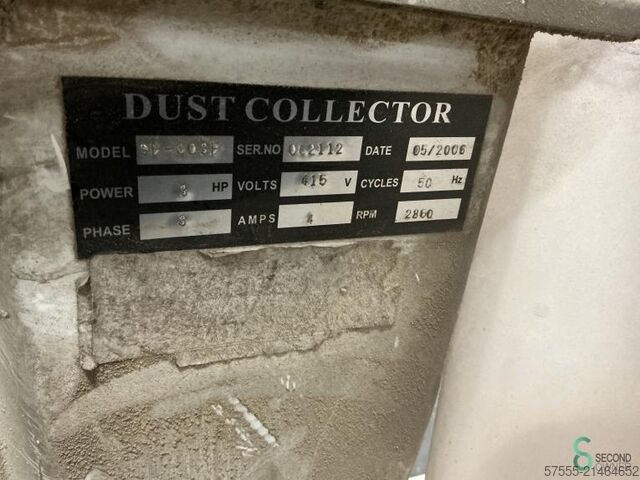 DUST COLLECTOR
MODEL SER.NO 062112 DATE 05/2006
POWER 3 HP VOLTS 415 V CYCLES 50 Hz
PHASE 3 AMPS 4 RPM 2860
SECOND
57555-21464652